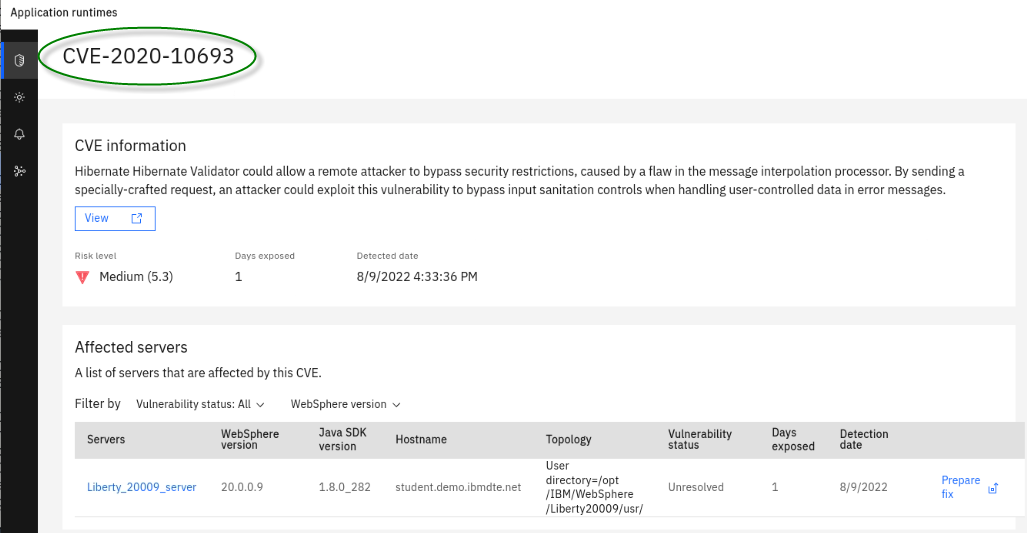 Application runtimes
CVE-2020-10693
CVE information
Hibernate Hibernate Validator could allow a remote attacker to bypass security restrictions, caused by a flaw in the message interpolation processor. By sending a
specially-crafted request, an attacker could exploit this vulnerability to bypass input sanitation controls when handling user-controlled data in error messages.
View
Risk level Days exposed Detected date
Medium (5.3) 1 8/9/2022 4:33:36 PM
Affected servers
A list of servers that are affected by this CVE.
Filter by Vulnerability status: All WebSphere version
Servers
WebSphere
version
Java SDK
version
Hostname
Topology
Vulnerability
status
Days
exposed
Detection
date
Liberty_20009_server
20.0.0.9
1.8.0_282
student.demo.ibmdte.net
User
directory=/opt
/IBM/WebSphere
/Liberty20009/usr/
Unresolved
1
8/9/2022
Prepare
fix